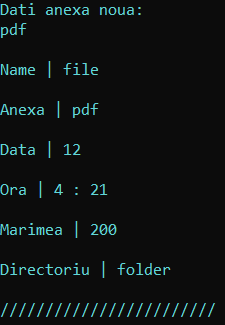 Dati anexa noua:
pdf
Name | file
Anexa | pdf
Data | 12
Ora | 4 : 21
Marimea | 200
Directoriu | folder
////////////////////////